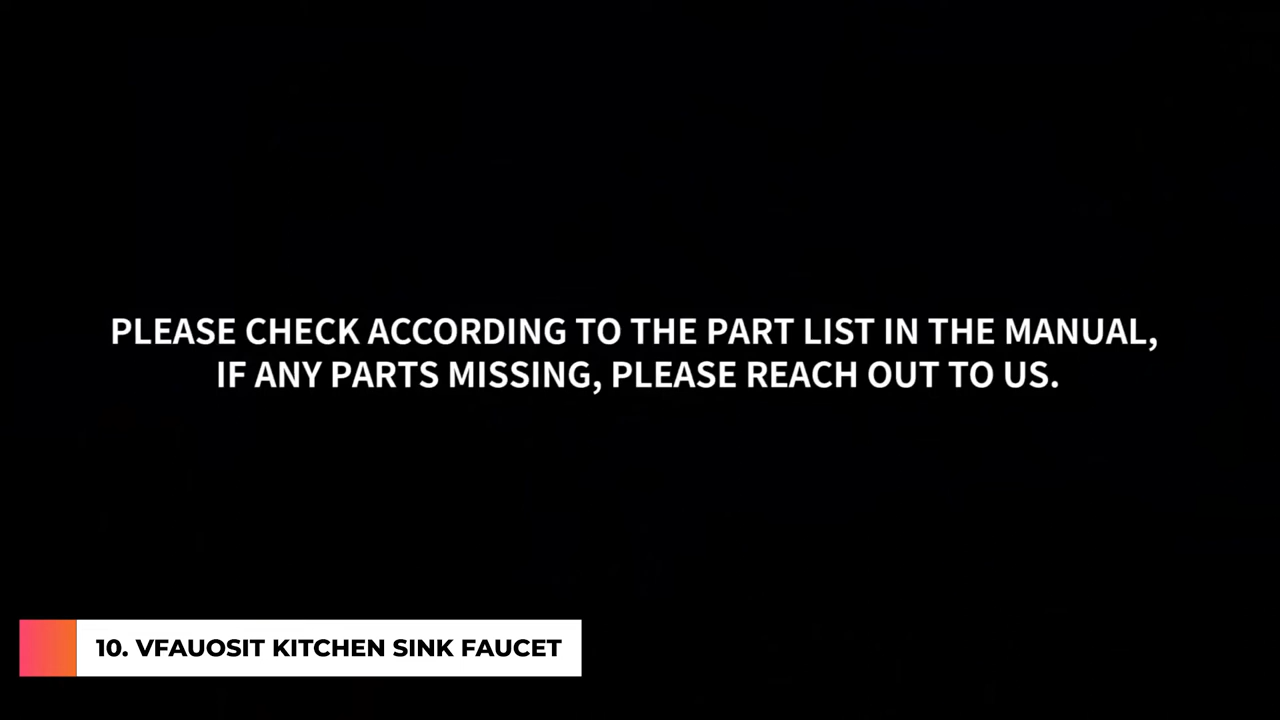 PLEASE CHECK ACCORDING TO THE PART LIST IN THE MANUAL,
IF ANY PARTS MISSING, PLEASE REACH OUT TO US.
10. VFAUOSIT KITCHEN SINK FAUCET